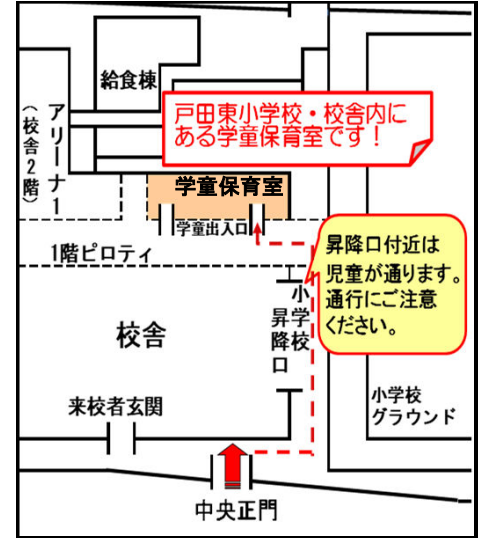 給食棟
アリーナ1
(校舎2階)
戸田東小学校・校舎内に
ある学童保育室です！
学童保育室
学童出入口
1階ピロティ
昇降口付近は
児童が通ります。
通行にご注意
ください。
小学校
昇降口
校舎
来校者玄関
小学校
グラウンド
中央正門